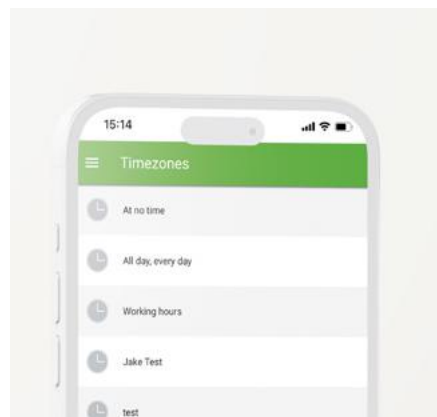 15:14
Timezones
At no time
All day, every day
Working hours
Jake Test
test